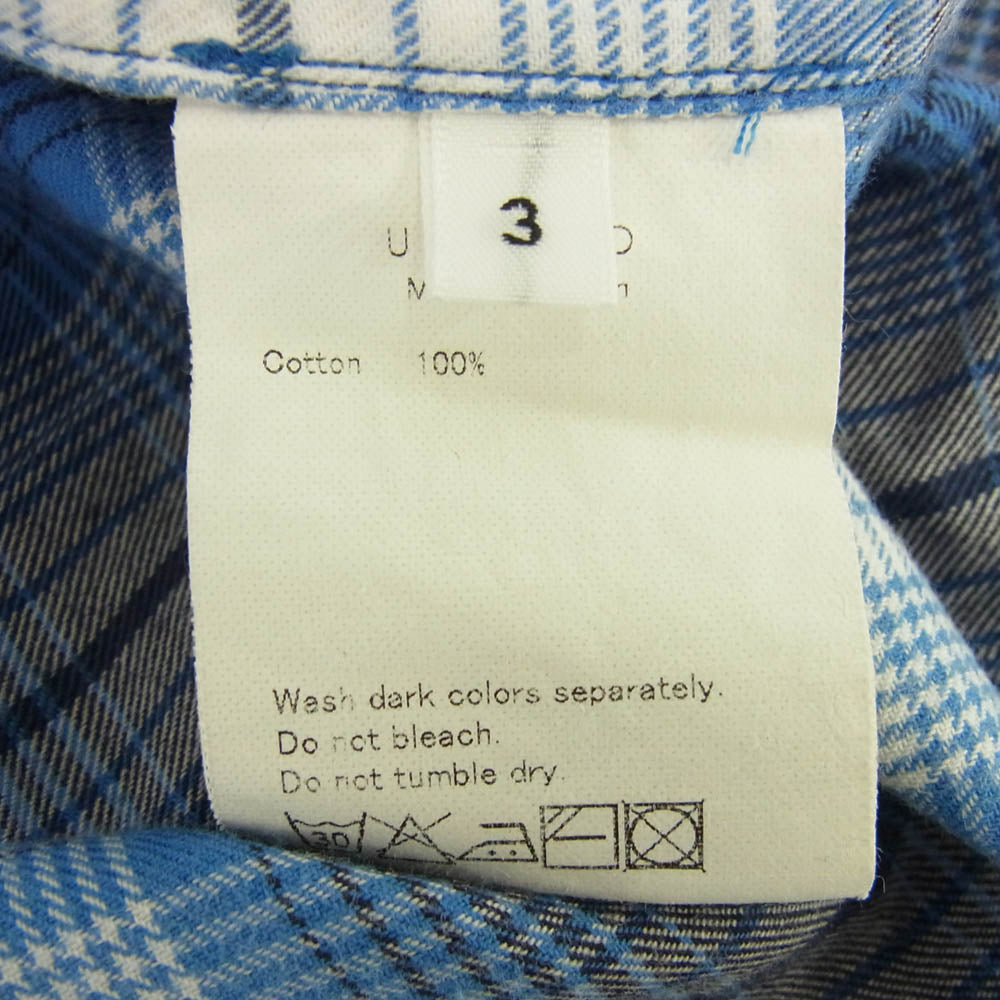 3
Cotton 100%
Wash dark colors separately.
Do not bleach.
Do not tumble dry.
30